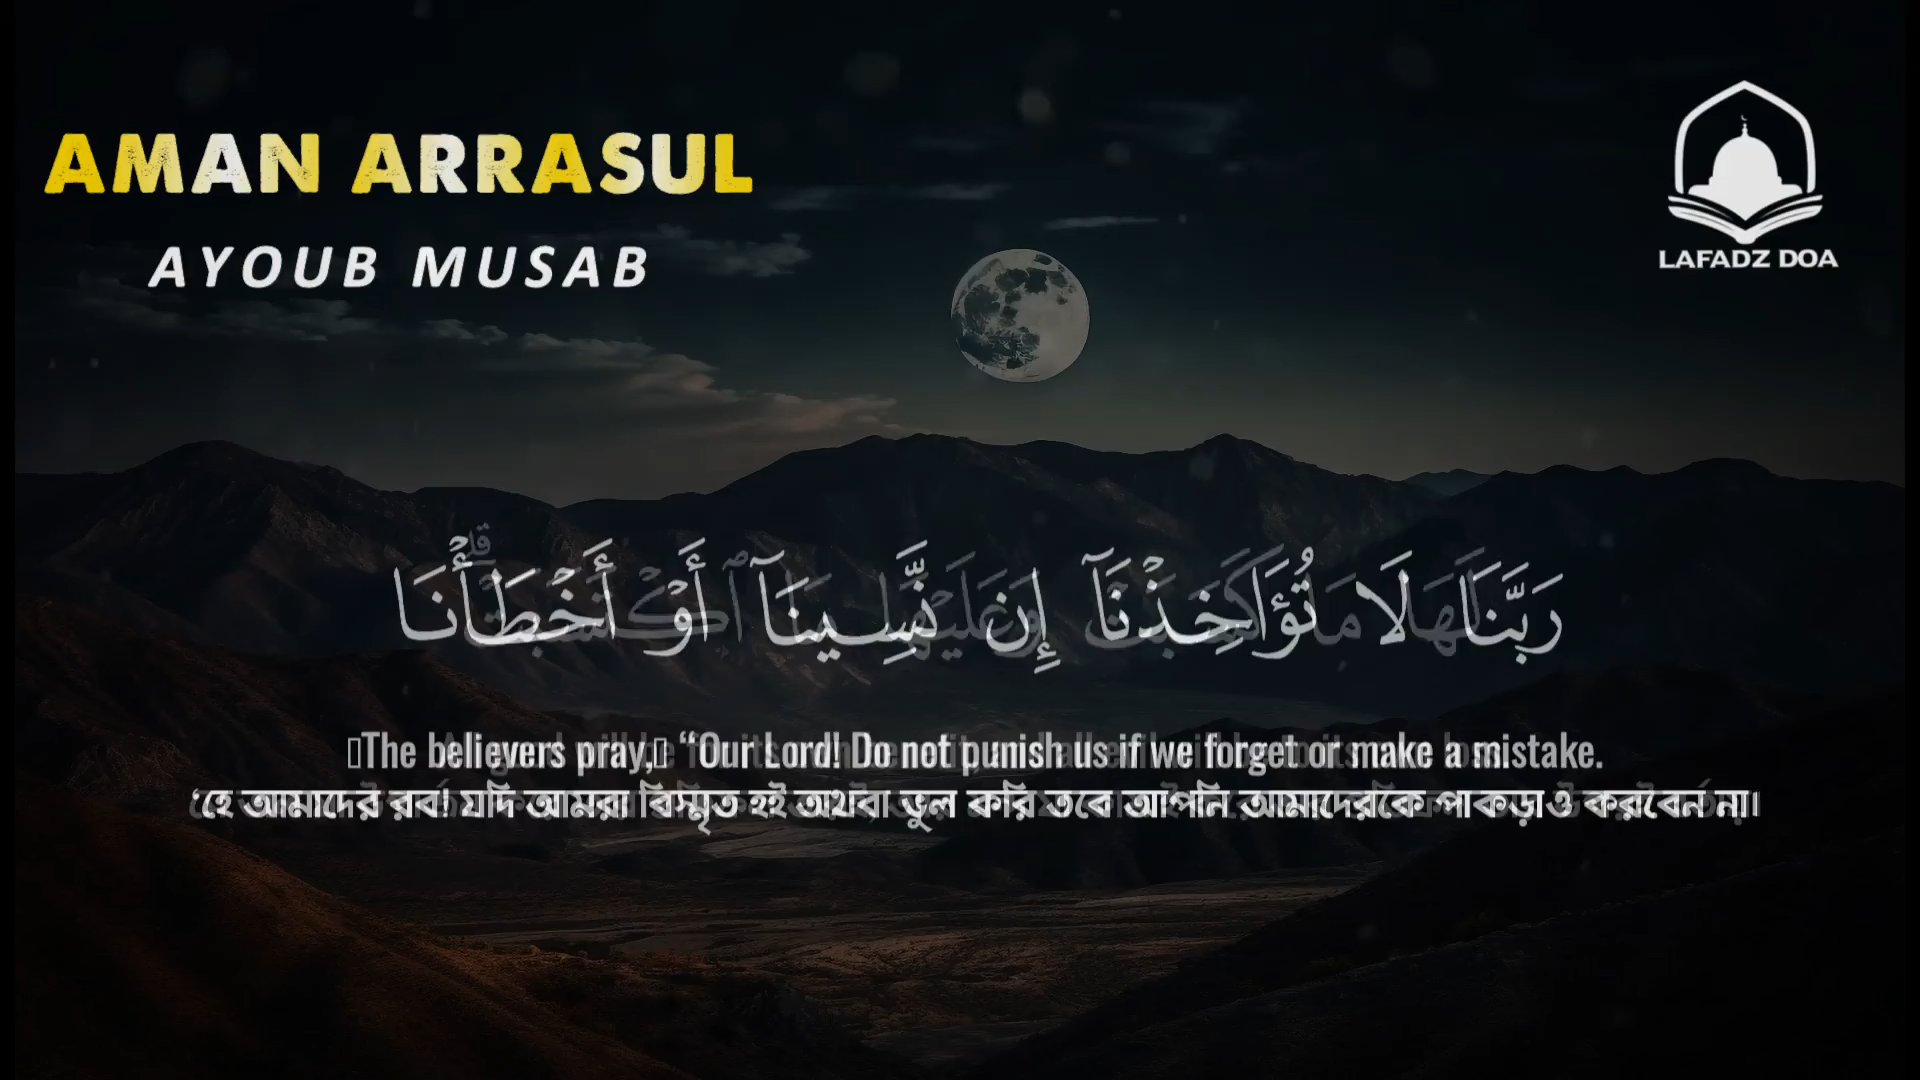 AMAN ARRASUL
AYOUB MUSAB
LAFADZ DOA
رَبَّنَا لَا تُؤَاخِذْنَآ إِن نَّسِينَآ أَوْ أَخْطَأْنَا
The believers pray, “Our Lord! Do not punish us if we forget or make a mistake.
‘হে আমাদের রব! যদি আমরা বিস্মৃত হই অথবা ভুল করি তবে আপনি আমাদেরকে পাকড়াও করবেন না।